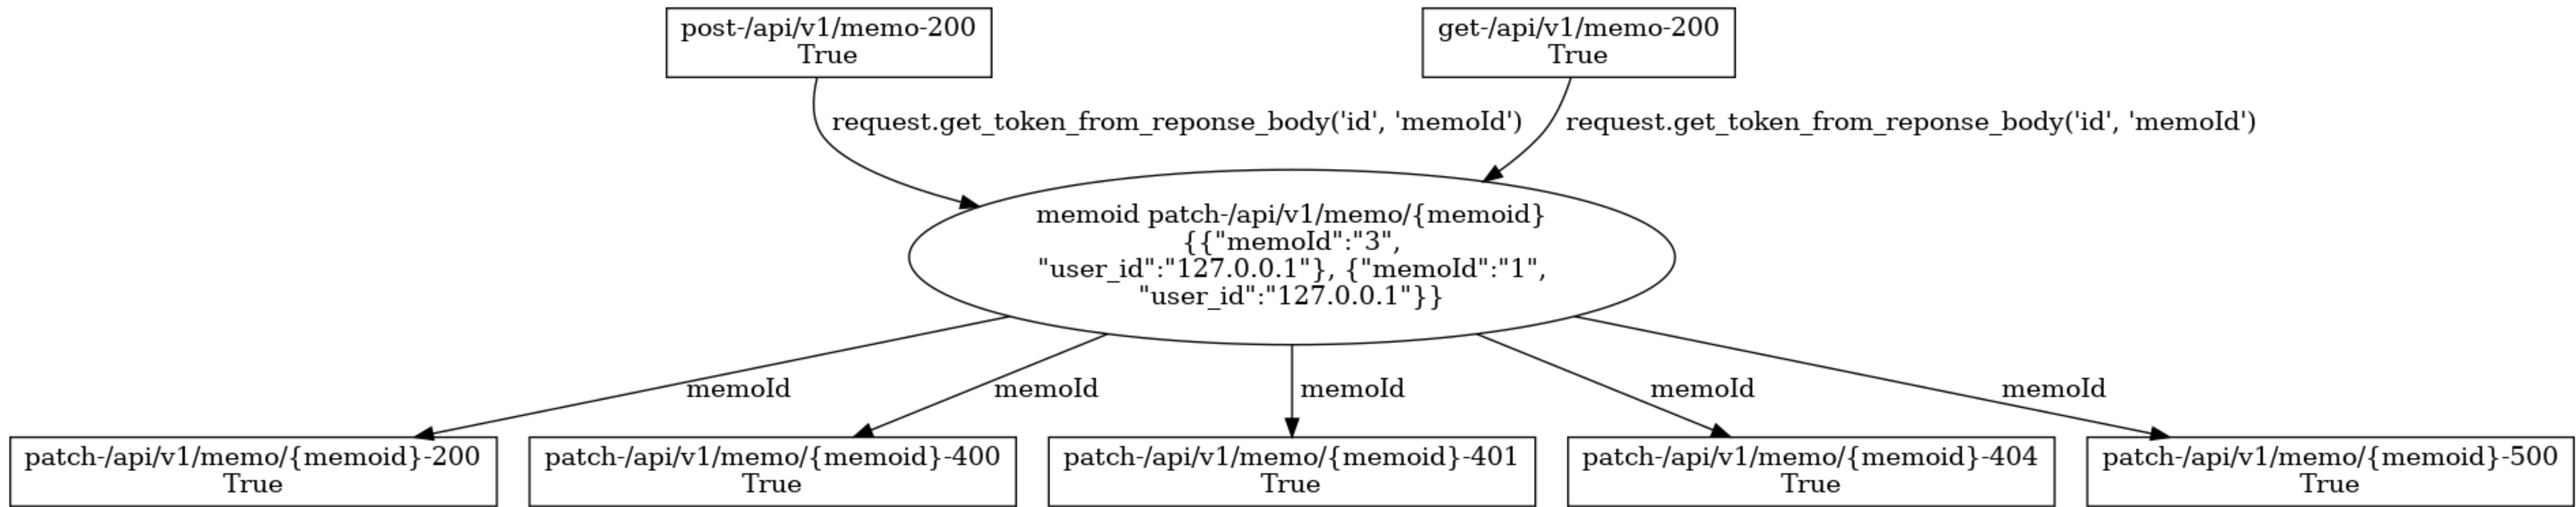 post-/api/v1/memo-200
True
get-/api/v1/memo-200
True
request.get_token_from_reponse_body('id', 'memoId')
request.get_token_from_reponse_body('id', 'memoId')
memoid patch-/api/v1/memo/{memoid}
{{"memoId":"3",
"user_id":"127.0.0.1"}, {"memoId":"1",
"user_id":"127.0.0.1"}}
memoId
memoId
memoId
memoId
memoId
patch-/api/v1/memo/{memoid}-200
True
patch-/api/v1/memo/{memoid}-400
True
patch-/api/v1/memo/{memoid}-401
True
patch-/api/v1/memo/{memoid}-404
True
patch-/api/v1/memo/{memoid}-500
True